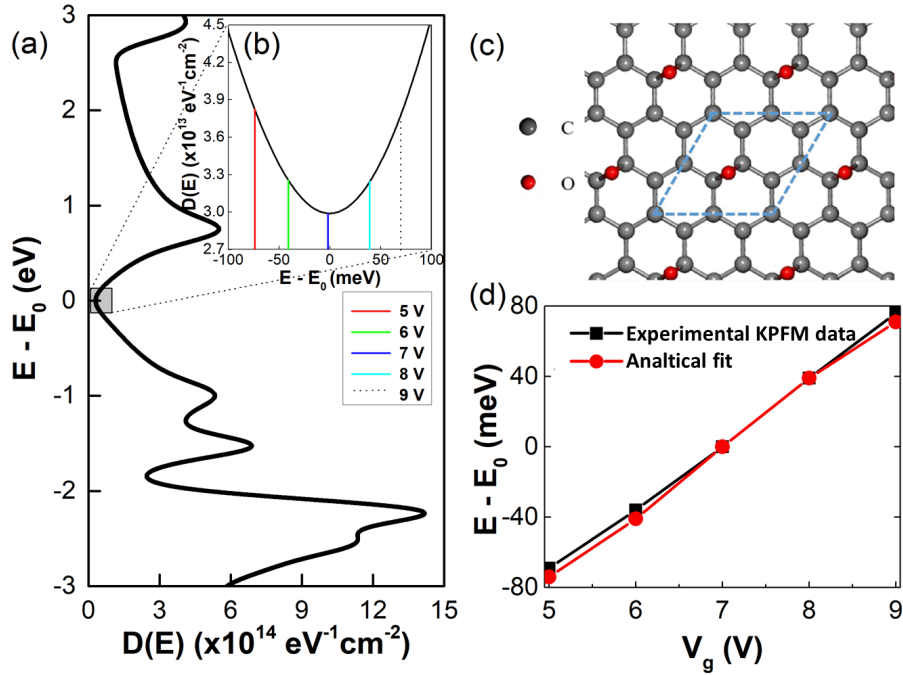 (a)
3
2
1
0
-1
-2
-3
E - E0 (eV)
0 3 6 9 12 15
D(E) (x10^14 eV^-1cm^-2)
(b)
4.5
3.9
3.6
3.3
3.0
2.7
D(E) (x10^13 eV^-1cm^-2)
-100 -50 0 50 100
E - E0 (meV)
5 V
6 V
7 V
8 V
9 V
(c)
C
O
(d)
80
40
0
-40
-80
E - E0 (meV)
Experimental KPFM data
Analtical fit
5 6 7 8 9
Vg (V)